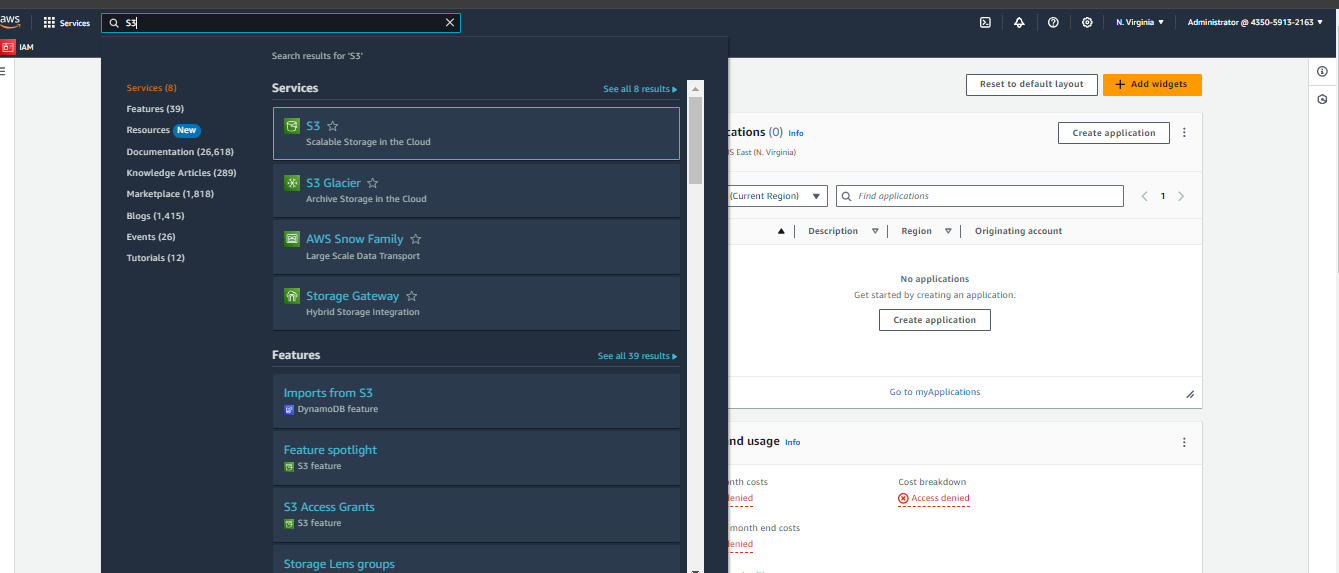 aws
Services
S3
N. Virginia
Administrator @ 4350-5913-2163
IAM
Search results for 'S3'
Services (8)
Features (39)
Resources New
Documentation (26,618)
Knowledge Articles (289)
Marketplace (1,818)
Blogs (1,415)
Events (26)
Tutorials (12)
Services
See all 8 results
S3
Scalable Storage in the Cloud
S3 Glacier
Archive Storage in the Cloud
AWS Snow Family
Large Scale Data Transport
Storage Gateway
Hybrid Storage Integration
Features
See all 39 results
Imports from S3
DynamoDB feature
Feature spotlight
S3 feature
S3 Access Grants
S3 feature
Storage Lens groups
Reset to default layout
Add widgets
cations (0) Info
S East (N. Virginia)
Create application
(Current Region)
Find applications
1
Description
Region
Originating account
No applications
Get started by creating an application.
Create application
Go to myApplications
nd usage Info
nth costs
enied
Cost breakdown
Access denied
month end costs
enied